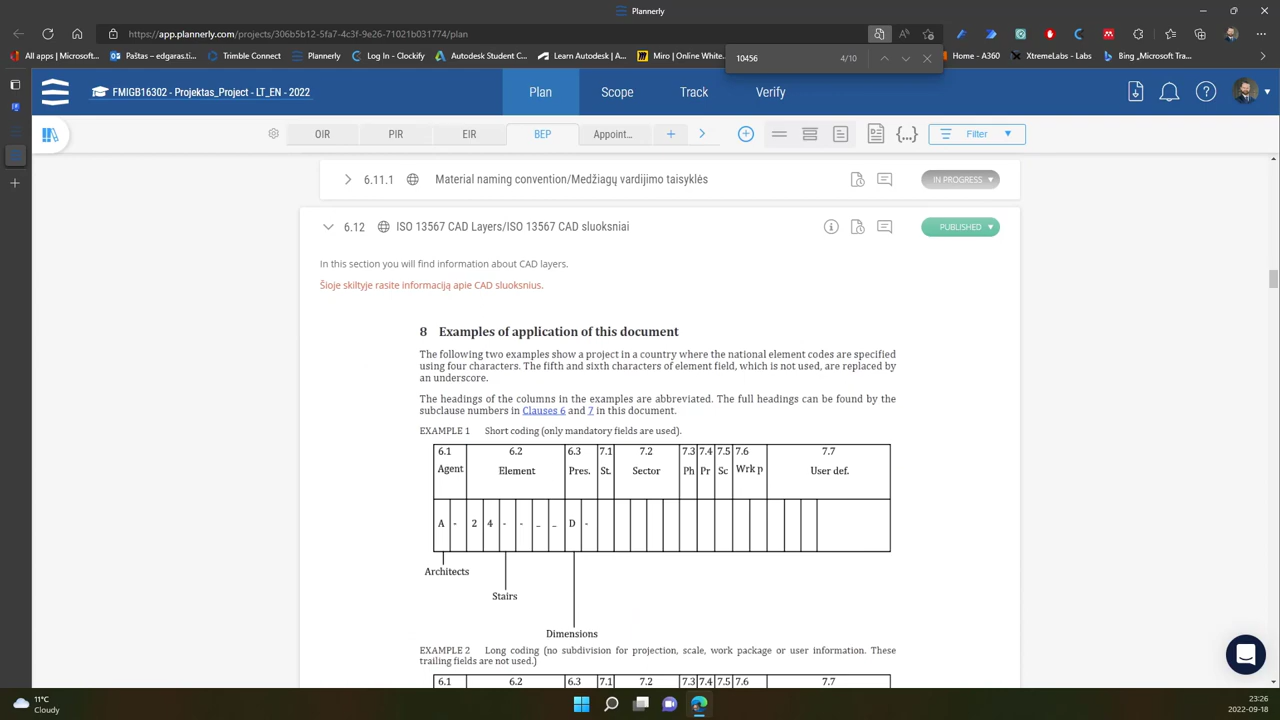 Plannerly
https://app.plannerly.com/projects/306b5b12-5fa7-4c3f-9e26-71021b031774/plan
All apps | Microsoft...
Paštas – edgaras.ti...
Trimble Connect
Plannerly
Log In - Clockify
Autodesk Student C...
Learn Autodesk | A...
Miro | Online White...
Home - A360
XtremeLabs - Labs
Bing _Microsoft Tra...
10456
4/10
FMIGB16302 - Projektas_Project - LT_EN - 2022
Plan
Scope
Track
Verify
OIR
PIR
EIR
BEP
Appoint...
Filter
6.11.1
Material naming convention/Medžiagų vardijimo taisyklės
IN PROGRESS
6.12
ISO 13567 CAD Layers/ISO 13567 CAD sluoksniai
PUBLISHED
In this section you will find information about CAD layers.
Šioje skiltyje rasite informaciją apie CAD sluoksnius.
8 Examples of application of this document
The following two examples show a project in a country where the national element codes are specified
using four characters. The fifth and sixth characters of element field, which is not used, are replaced by
an underscore.
The headings of the columns in the examples are abbreviated. The full headings can be found by the
subclause numbers in Clauses 6 and 7 in this document.
EXAMPLE 1 Short coding (only mandatory fields are used).
6.1 6.2 6.3 7.1 7.2 7.3 7.4 7.5 7.6 7.7
Agent Element Pres. St. Sector Ph Pr Sc Wrk p User def.
A - 2 4 - - _ _ D -
Architects
Stairs
Dimensions
EXAMPLE 2 Long coding (no subdivision for projection, scale, work package or user information. These
trailing fields are not used.)
6.1 6.2 6.3 7.1 7.2 7.3 7.4 7.5 7.6 7.7
11°C
Cloudy
23:26
2022-09-18